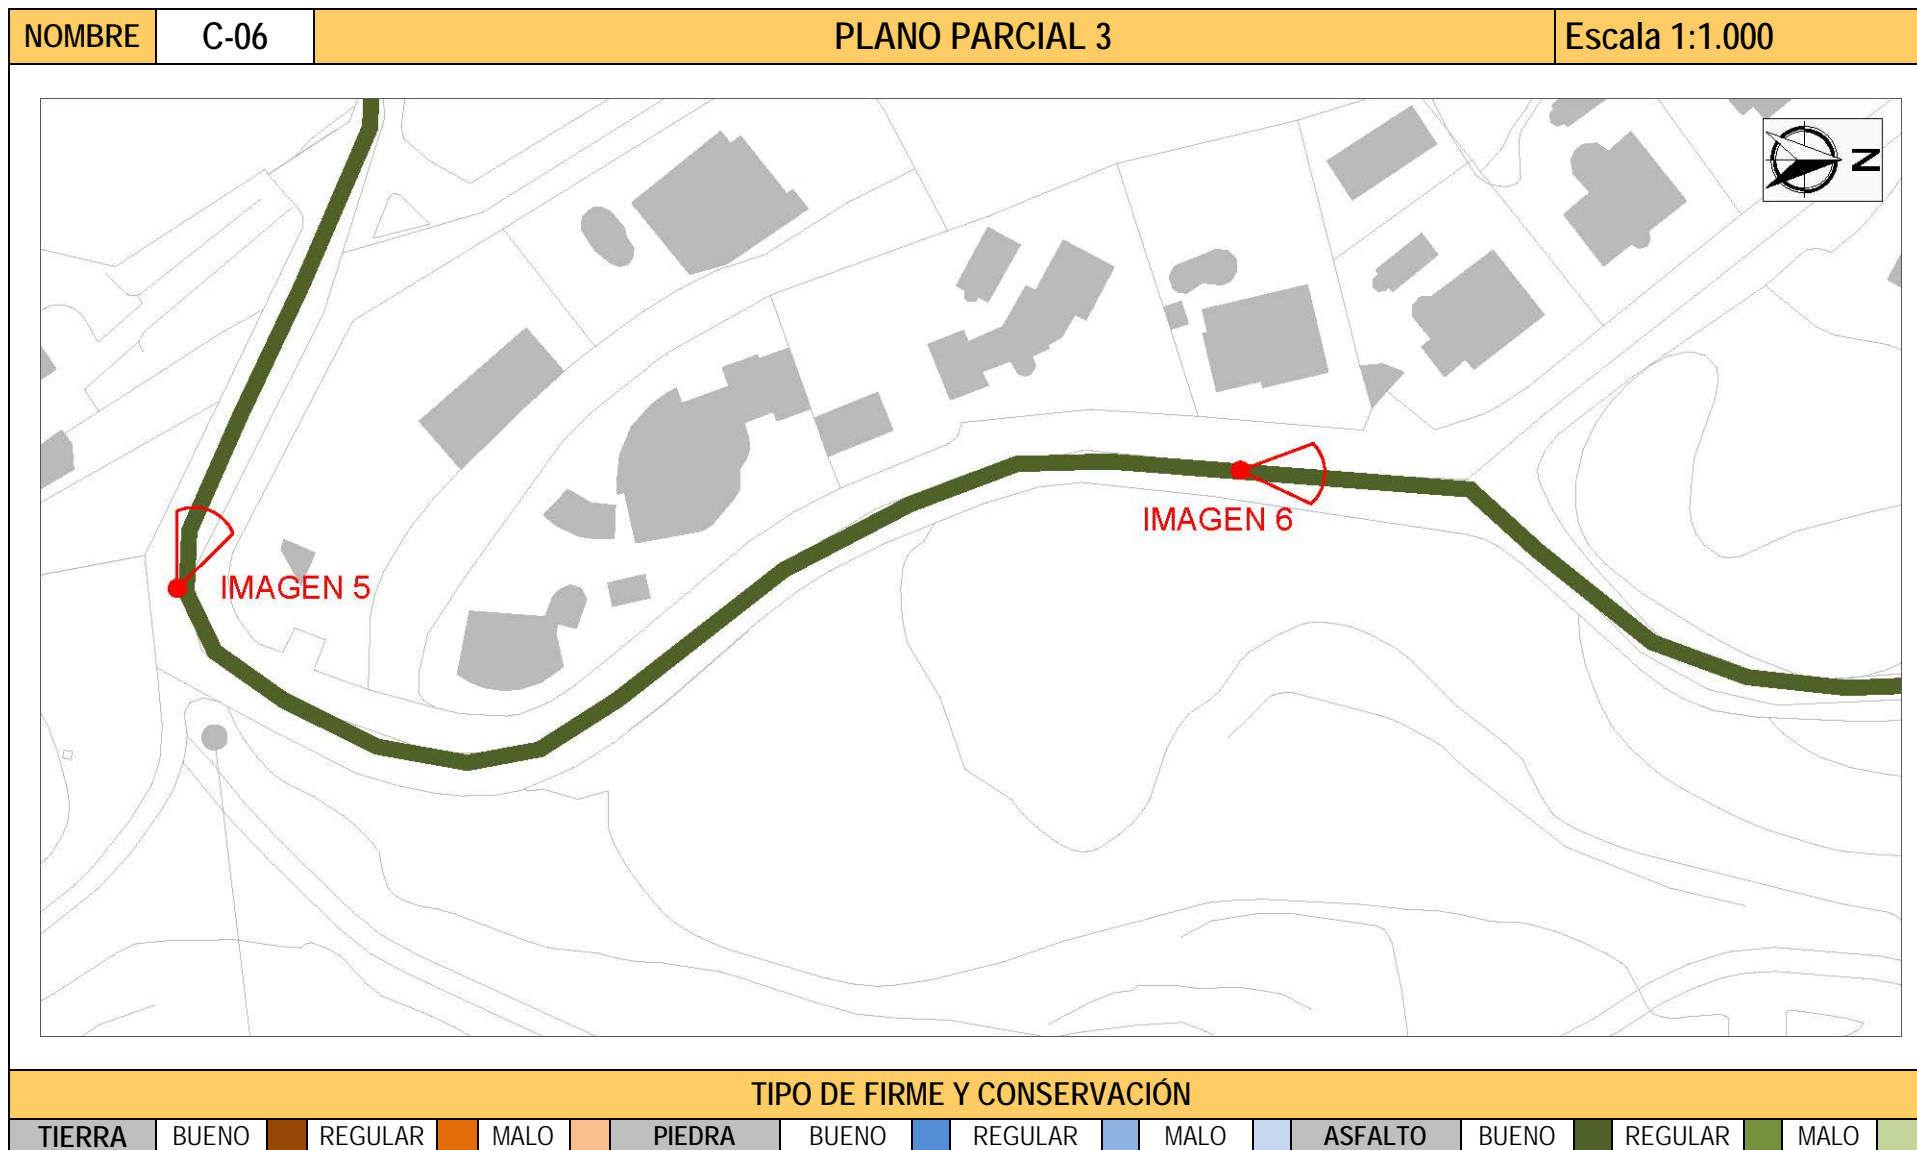 NOMBRE C-06 PLANO PARCIAL 3 Escala 1:1.000
N
IMAGEN 6
IMAGEN 5
TIPO DE FIRME Y CONSERVACIÓN
TIERRA BUENO REGULAR MALO PIEDRA BUENO REGULAR MALO ASFALTO BUENO REGULAR MALO